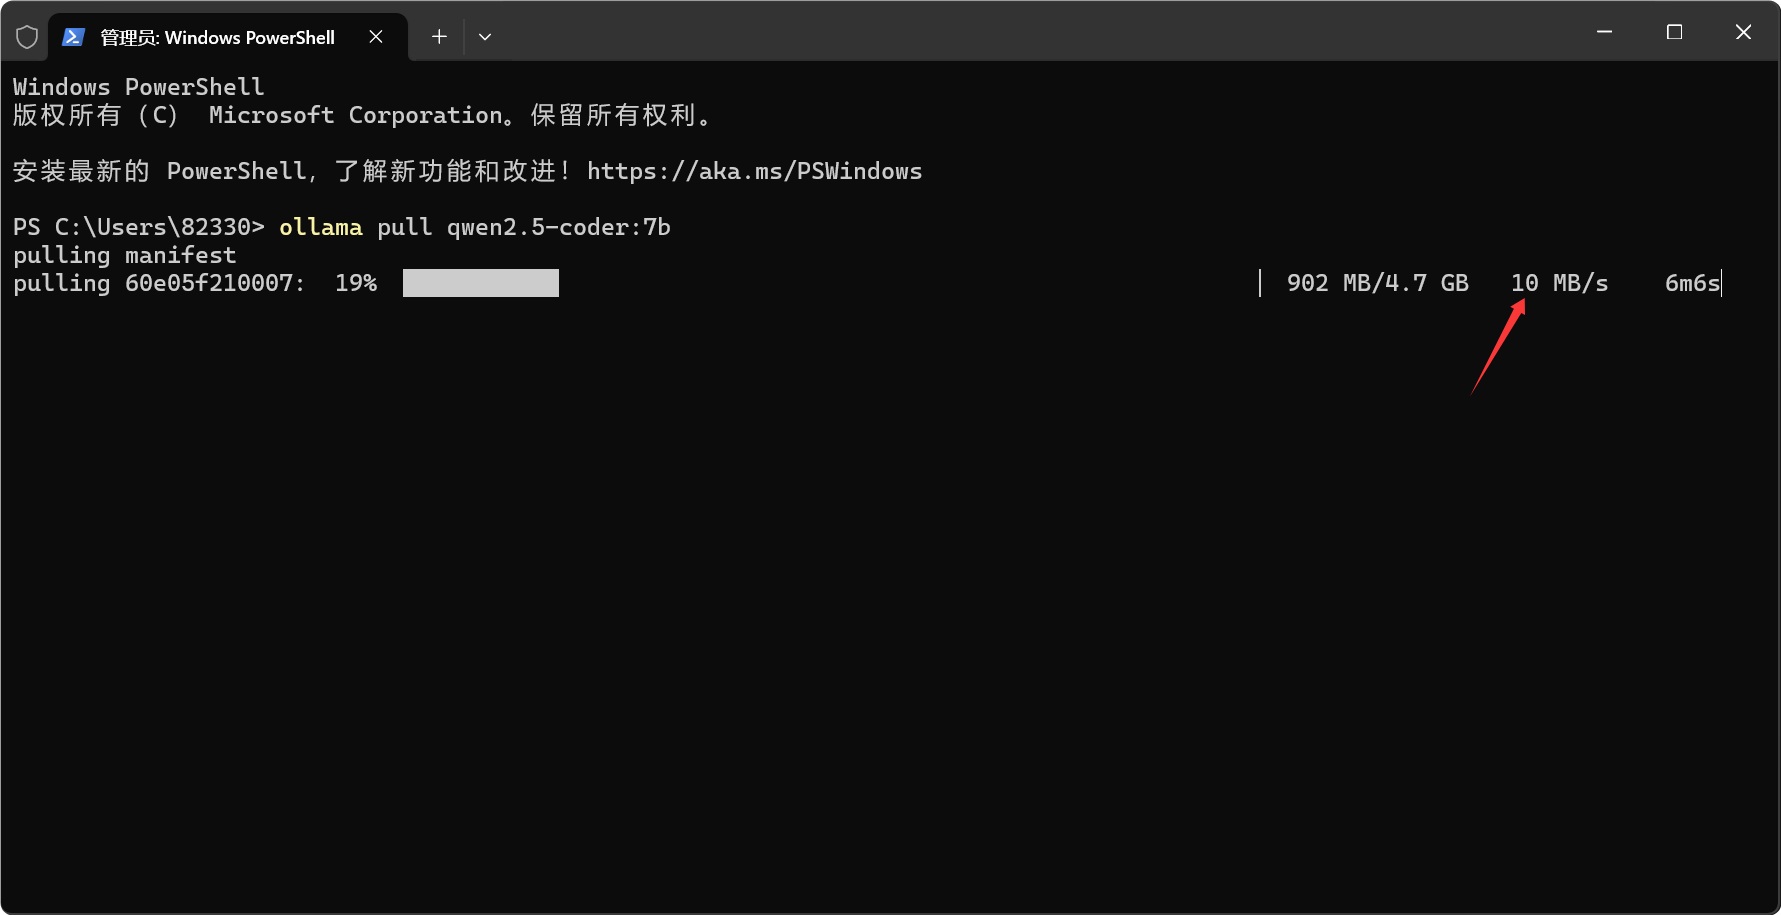 管理员: Windows PowerShell
Windows PowerShell
版权所有（C） Microsoft Corporation。保留所有权利。
安装最新的 PowerShell，了解新功能和改进！https://aka.ms/PSWindows
PS C:\Users\82330> ollama pull qwen2.5-coder:7b
pulling manifest
pulling 60e05f210007: 19% 902 MB/4.7 GB 10 MB/s 6m6s